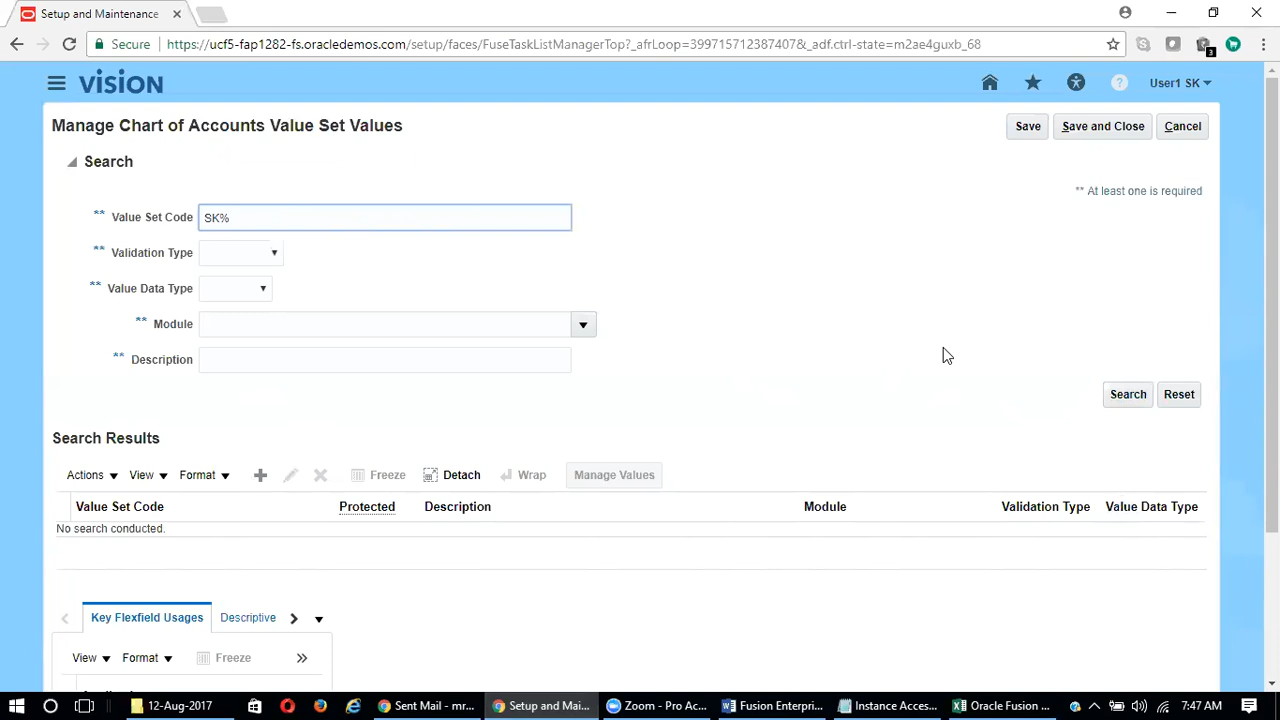 Setup and Maintenance
Secure
https://ucf5-fap1282-fs.oracledemos.com/setup/faces/FuseTaskListManagerTop?_afrLoop=399715712387407&_adf.ctrl-state=m2ae4guxb_68
3
VISION
?
User1 SK
Manage Chart of Accounts Value Set Values
Save
Save and Close
Cancel
Search
** At least one is required
** Value Set Code
SK%
** Validation Type
** Value Data Type
** Module
** Description
Search
Reset
Search Results
Actions
View
Format
Freeze
Detach
Wrap
Manage Values
Value Set Code
Protected
Description
Module
Validation Type
Value Data Type
No search conducted.
Key Flexfield Usages
Descriptive
View
Format
Freeze
12-Aug-2017
Sent Mail - mr...
Setup and Mai...
Zoom - Pro Ac...
Fusion Enterpri...
Instance Acces...
Oracle Fusion ...
7:47 AM